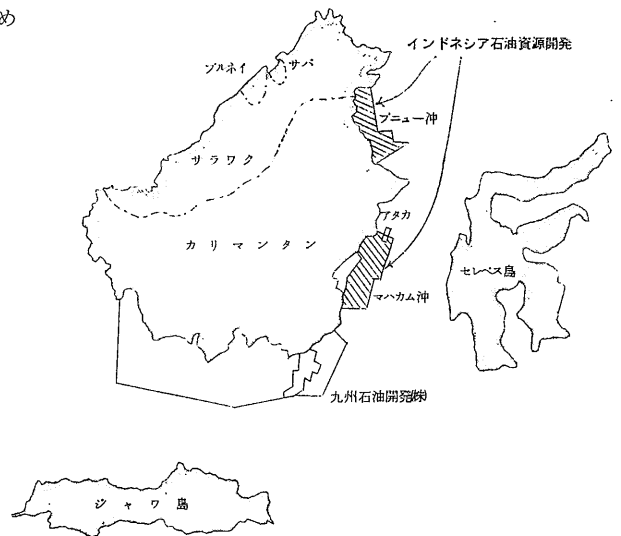 め
インドネシア石油資源開発
ブルネイ
サバ
ブニュー沖
サラワク
アタカ
カリマンタン
セレベス島
マハカム沖
九州石油開発(株)
ジャワ島